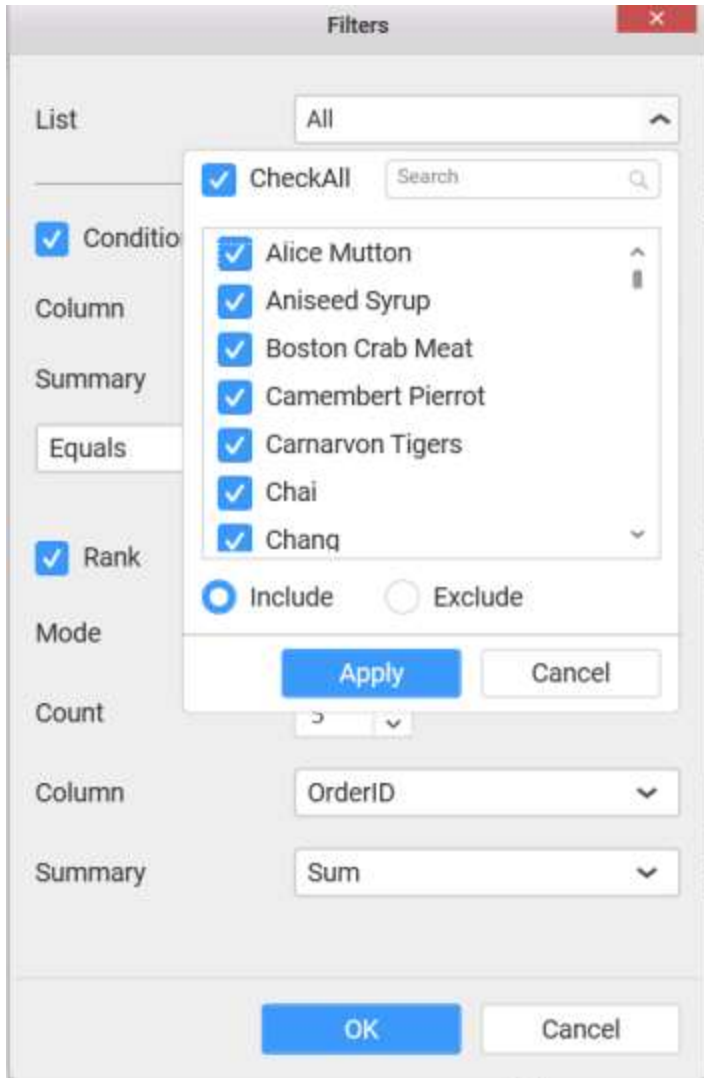 Filters
List All
CheckAll Search
Conditio
Alice Mutton
Aniseed Syrup
Column
Boston Crab Meat
Summary
Camembert Pierrot
Equals
Carnarvon Tigers
Chai
Chang
Rank
Include Exclude
Mode
Apply Cancel
Count 5
Column OrderID
Summary Sum
OK Cancel